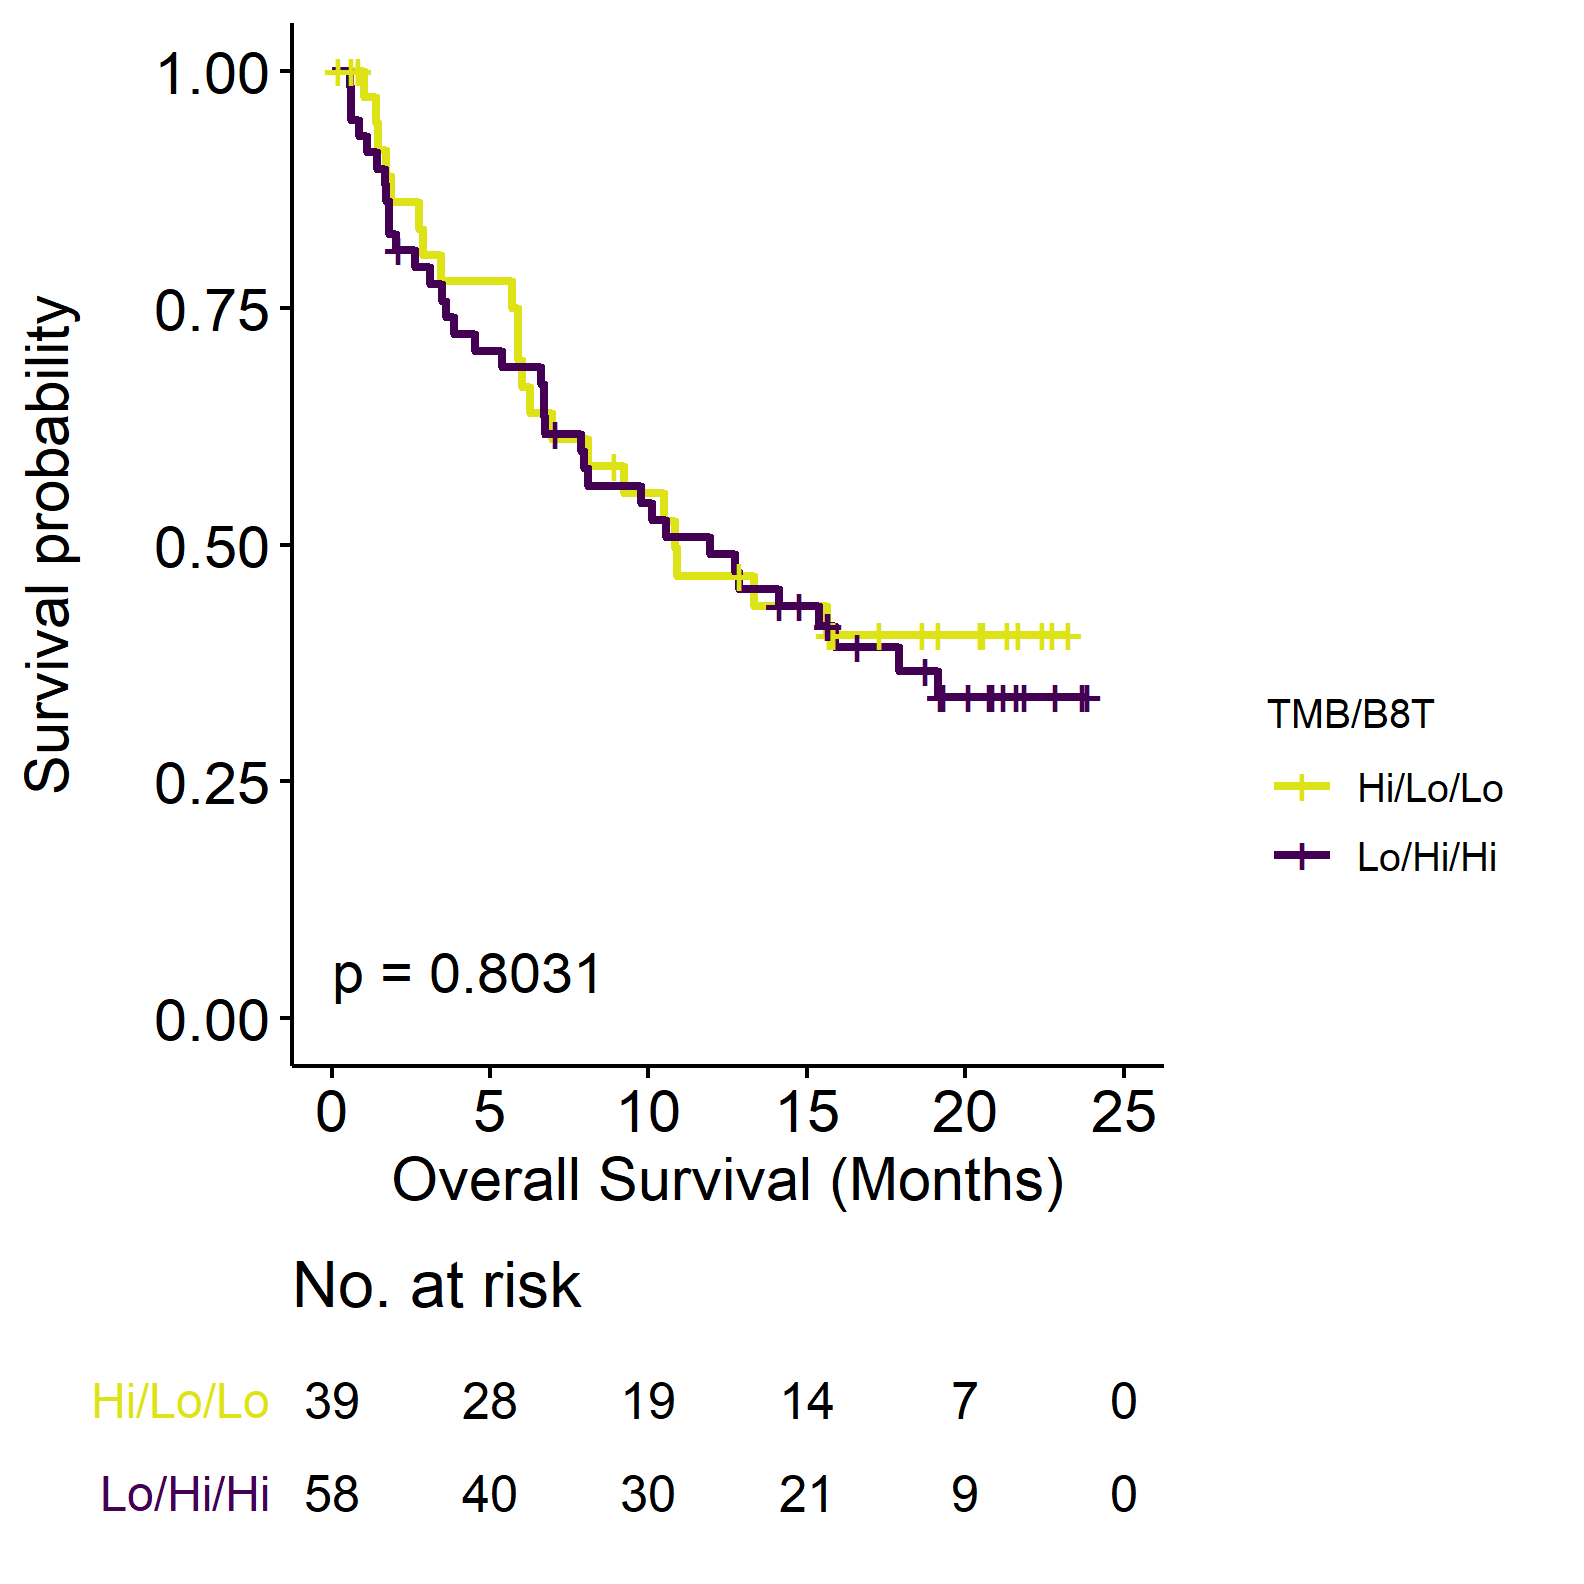 Survival probability
1.00
0.75
0.50
0.25
0.00
p = 0.8031
0 5 10 15 20 25
Overall Survival (Months)
TMB/B8T
Hi/Lo/Lo
Lo/Hi/Hi
No. at risk
Hi/Lo/Lo 39 28 19 14 7 0
Lo/Hi/Hi 58 40 30 21 9 0